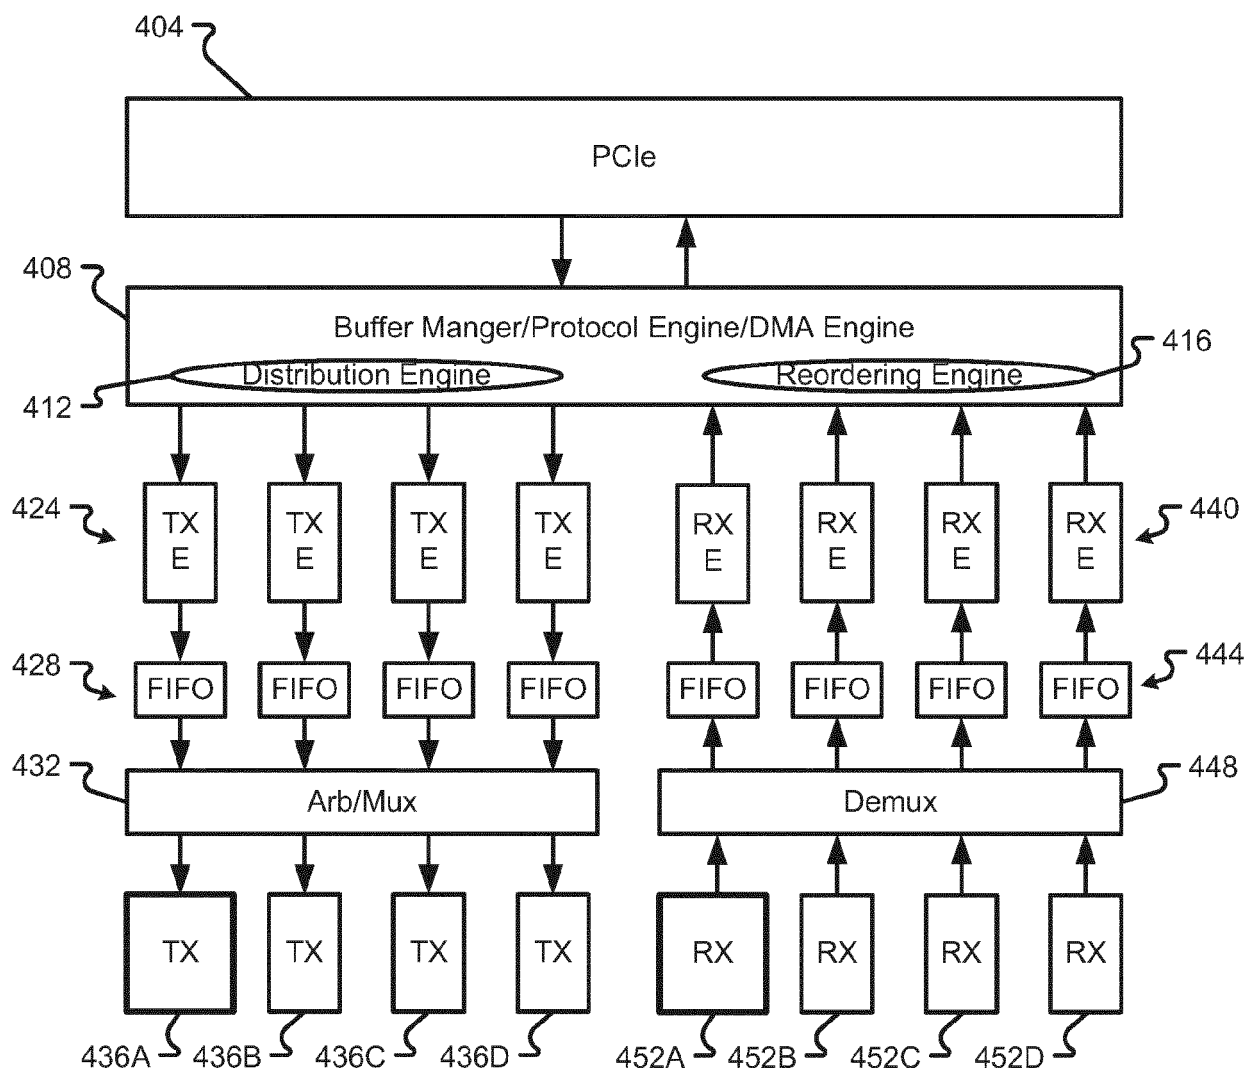 404
PCIe
408
Buffer Manger/Protocol Engine/DMA Engine
416
Distribution Engine
Reordering Engine
412
424
TX E
TX E
TX E
TX E
RX E
RX E
RX E
RX E
440
428
FIFO
FIFO
FIFO
FIFO
FIFO
FIFO
FIFO
FIFO
444
432
Arb/Mux
Demux
448
TX
TX
TX
TX
RX
RX
RX
RX
436A
436B
436C
436D
452A
452B
452C
452D